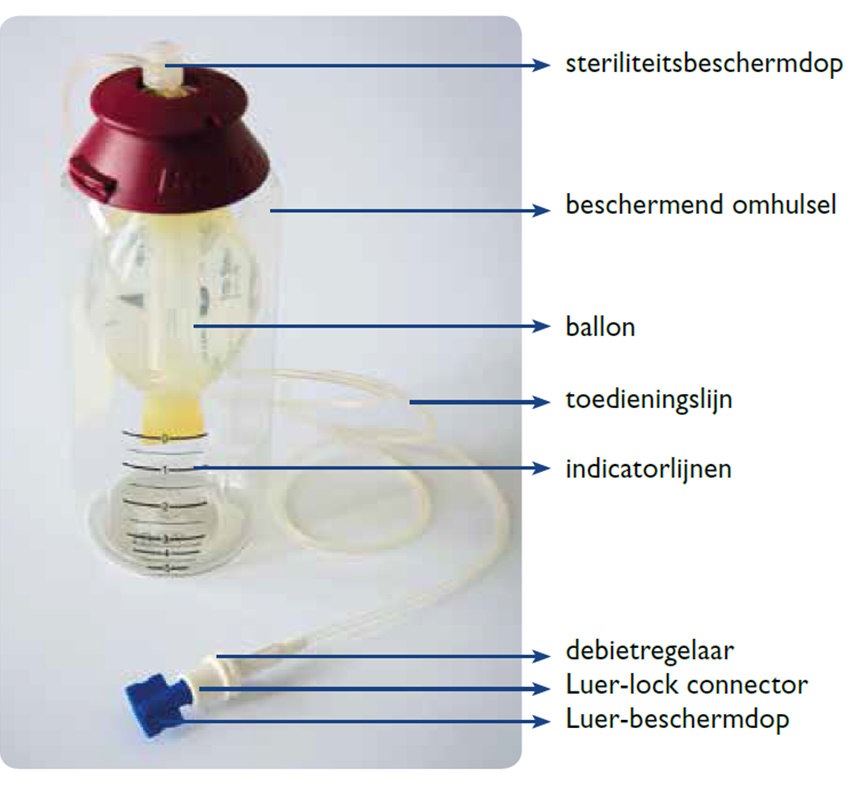 steriliteitsbeschermdop
beschermend omhulsel
ballon
toedieningslijn
0
1
indicatorlijnen
2
3
4
5
debietregelaar
Luer-lock connector
Luer-beschermdop